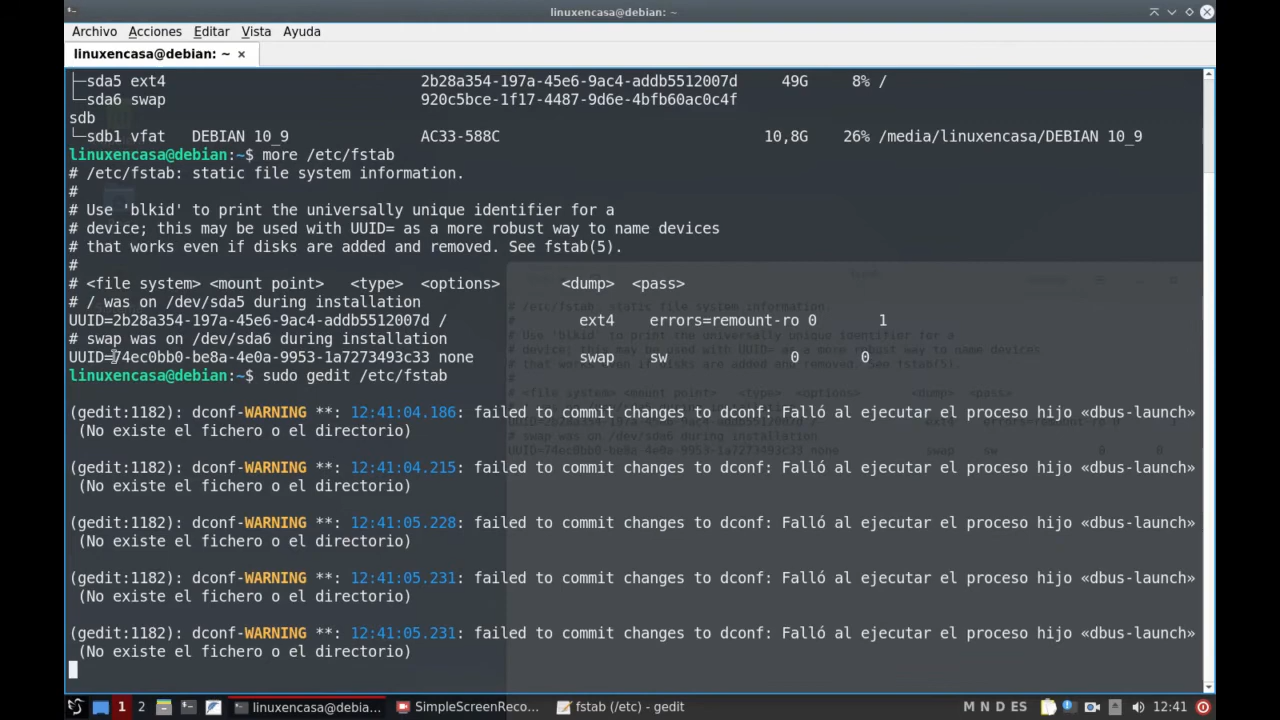 linuxencasa@debian: ~
Archivo Acciones Editar Vista Ayuda
linuxencasa@debian: ~ ×
├─sda5 ext4 2b28a354-197a-45e6-9ac4-addb5512007d 49G 8% /
└─sda6 swap 920c5bce-1f17-4487-9d6e-4bfb60ac0c4f
sdb
└─sdb1 vfat DEBIAN 10_9 AC33-588C 10,8G 26% /media/linuxencasa/DEBIAN 10_9
linuxencasa@debian:~$ more /etc/fstab
# /etc/fstab: static file system information.
#
# Use 'blkid' to print the universally unique identifier for a
# device; this may be used with UUID= as a more robust way to name devices
# that works even if disks are added and removed. See fstab(5).
#
# <file system> <mount point> <type> <options> <dump> <pass>
# / was on /dev/sda5 during installation
UUID=2b28a354-197a-45e6-9ac4-addb5512007d / ext4 errors=remount-ro 0 1
# swap was on /dev/sda6 during installation
UUID=74ec0bb0-be8a-4e0a-9953-1a7273493c33 none swap sw 0 0
linuxencasa@debian:~$ sudo gedit /etc/fstab
(gedit:1182): dconf-WARNING **: 12:41:04.186: failed to commit changes to dconf: Falló al ejecutar el proceso hijo «dbus-launch»
(No existe el fichero o el directorio)
(gedit:1182): dconf-WARNING **: 12:41:04.215: failed to commit changes to dconf: Falló al ejecutar el proceso hijo «dbus-launch»
(No existe el fichero o el directorio)
(gedit:1182): dconf-WARNING **: 12:41:05.228: failed to commit changes to dconf: Falló al ejecutar el proceso hijo «dbus-launch»
(No existe el fichero o el directorio)
(gedit:1182): dconf-WARNING **: 12:41:05.231: failed to commit changes to dconf: Falló al ejecutar el proceso hijo «dbus-launch»
(No existe el fichero o el directorio)
(gedit:1182): dconf-WARNING **: 12:41:05.231: failed to commit changes to dconf: Falló al ejecutar el proceso hijo «dbus-launch»
(No existe el fichero o el directorio)
1 2 linuxencasa@debia... SimpleScreenReco... fstab (/etc) - gedit M N D ES 12:41